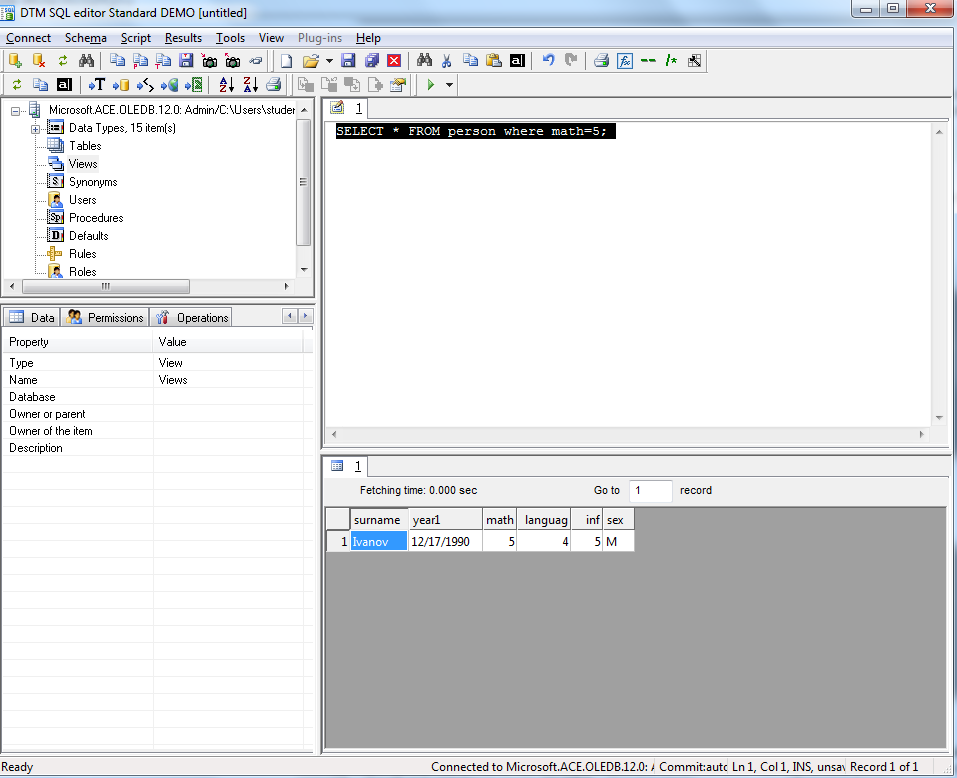 DTM SQL editor Standard DEMO [untitled]
Connect Schema Script Results Tools View Plug-ins Help
Microsoft.ACE.OLEDB.12.0: Admin/C:\Users\studer
Data Types, 15 item(s)
Tables
Views
Synonyms
Users
Procedures
Defaults
Rules
Roles
1
SELECT * FROM person where math=5;
Data Permissions Operations
Property Value
Type View
Name Views
Database
Owner or parent
Owner of the item
Description
1
Fetching time: 0.000 sec Go to 1 record
surname year1 math languag inf sex
1 Ivanov 12/17/1990 5 4 5 M
Ready Connected to Microsoft.ACE.OLEDB.12.0: / Commit:auto Ln 1, Col 1, INS, unsav Record 1 of 1